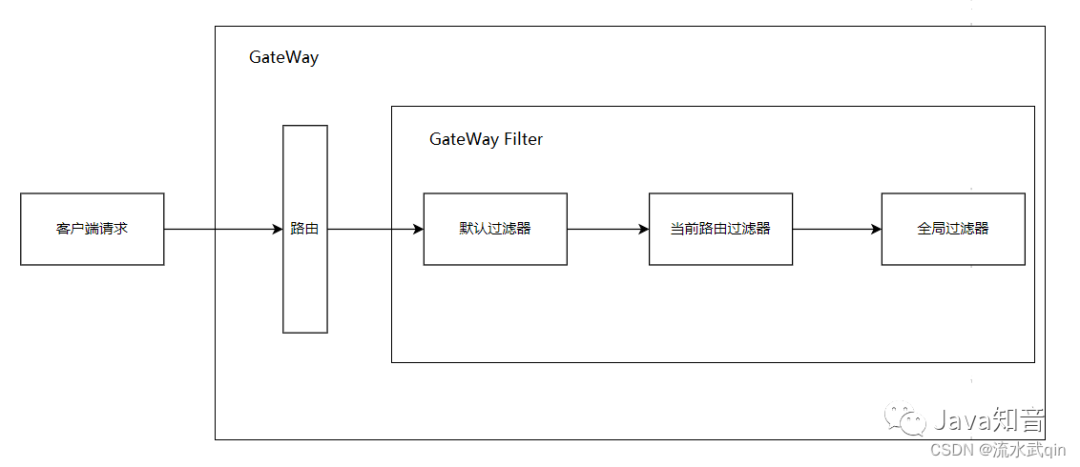 GateWay
GateWay Filter
客户端请求
路由
默认过滤器
当前路由过滤器
全局过滤器
Java知音
CSDN @流水武qin